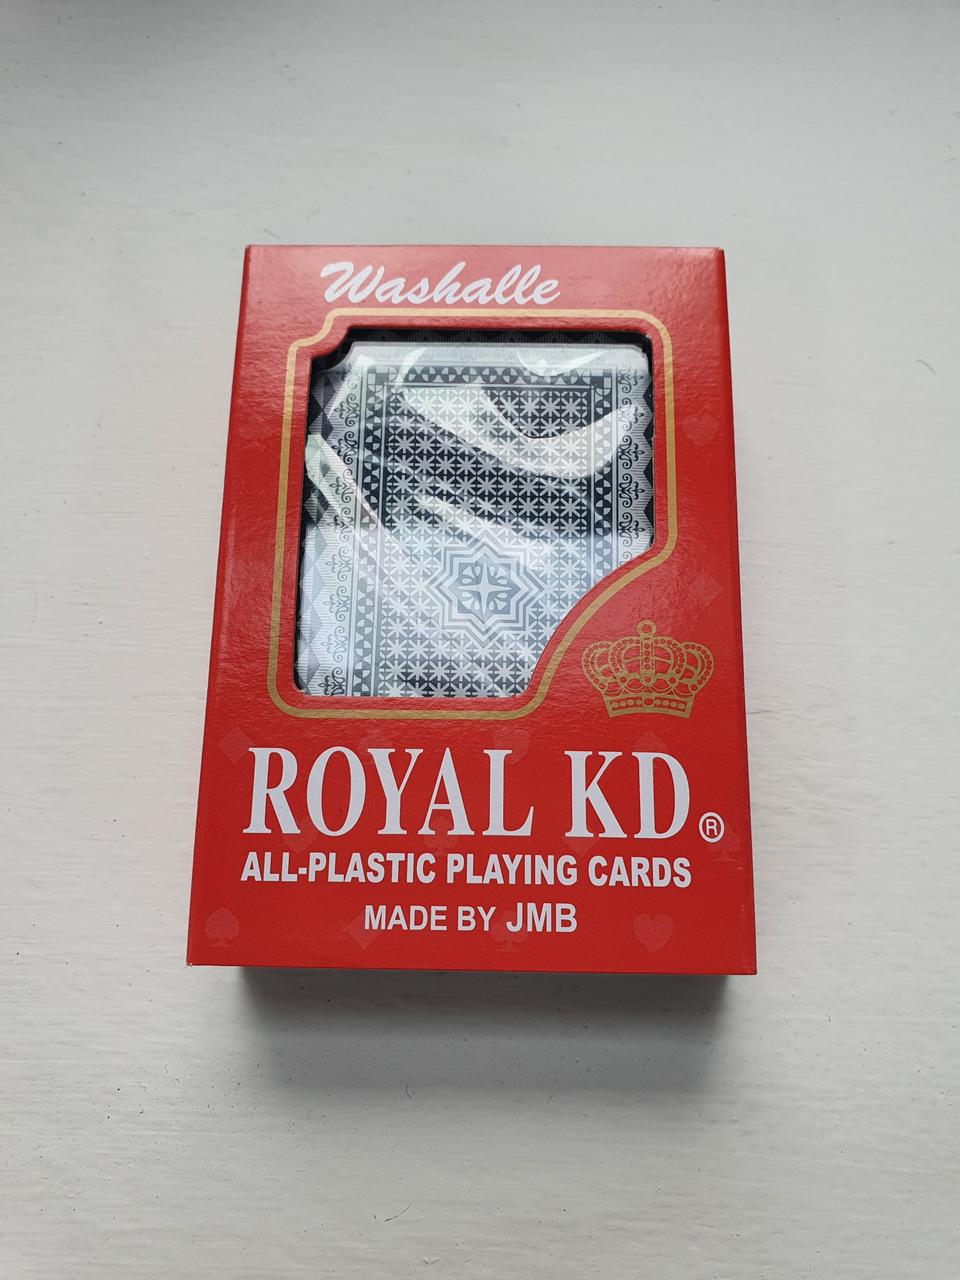 Washalle
ROYAL KD®
ALL-PLASTIC PLAYING CARDS
MADE BY JMB